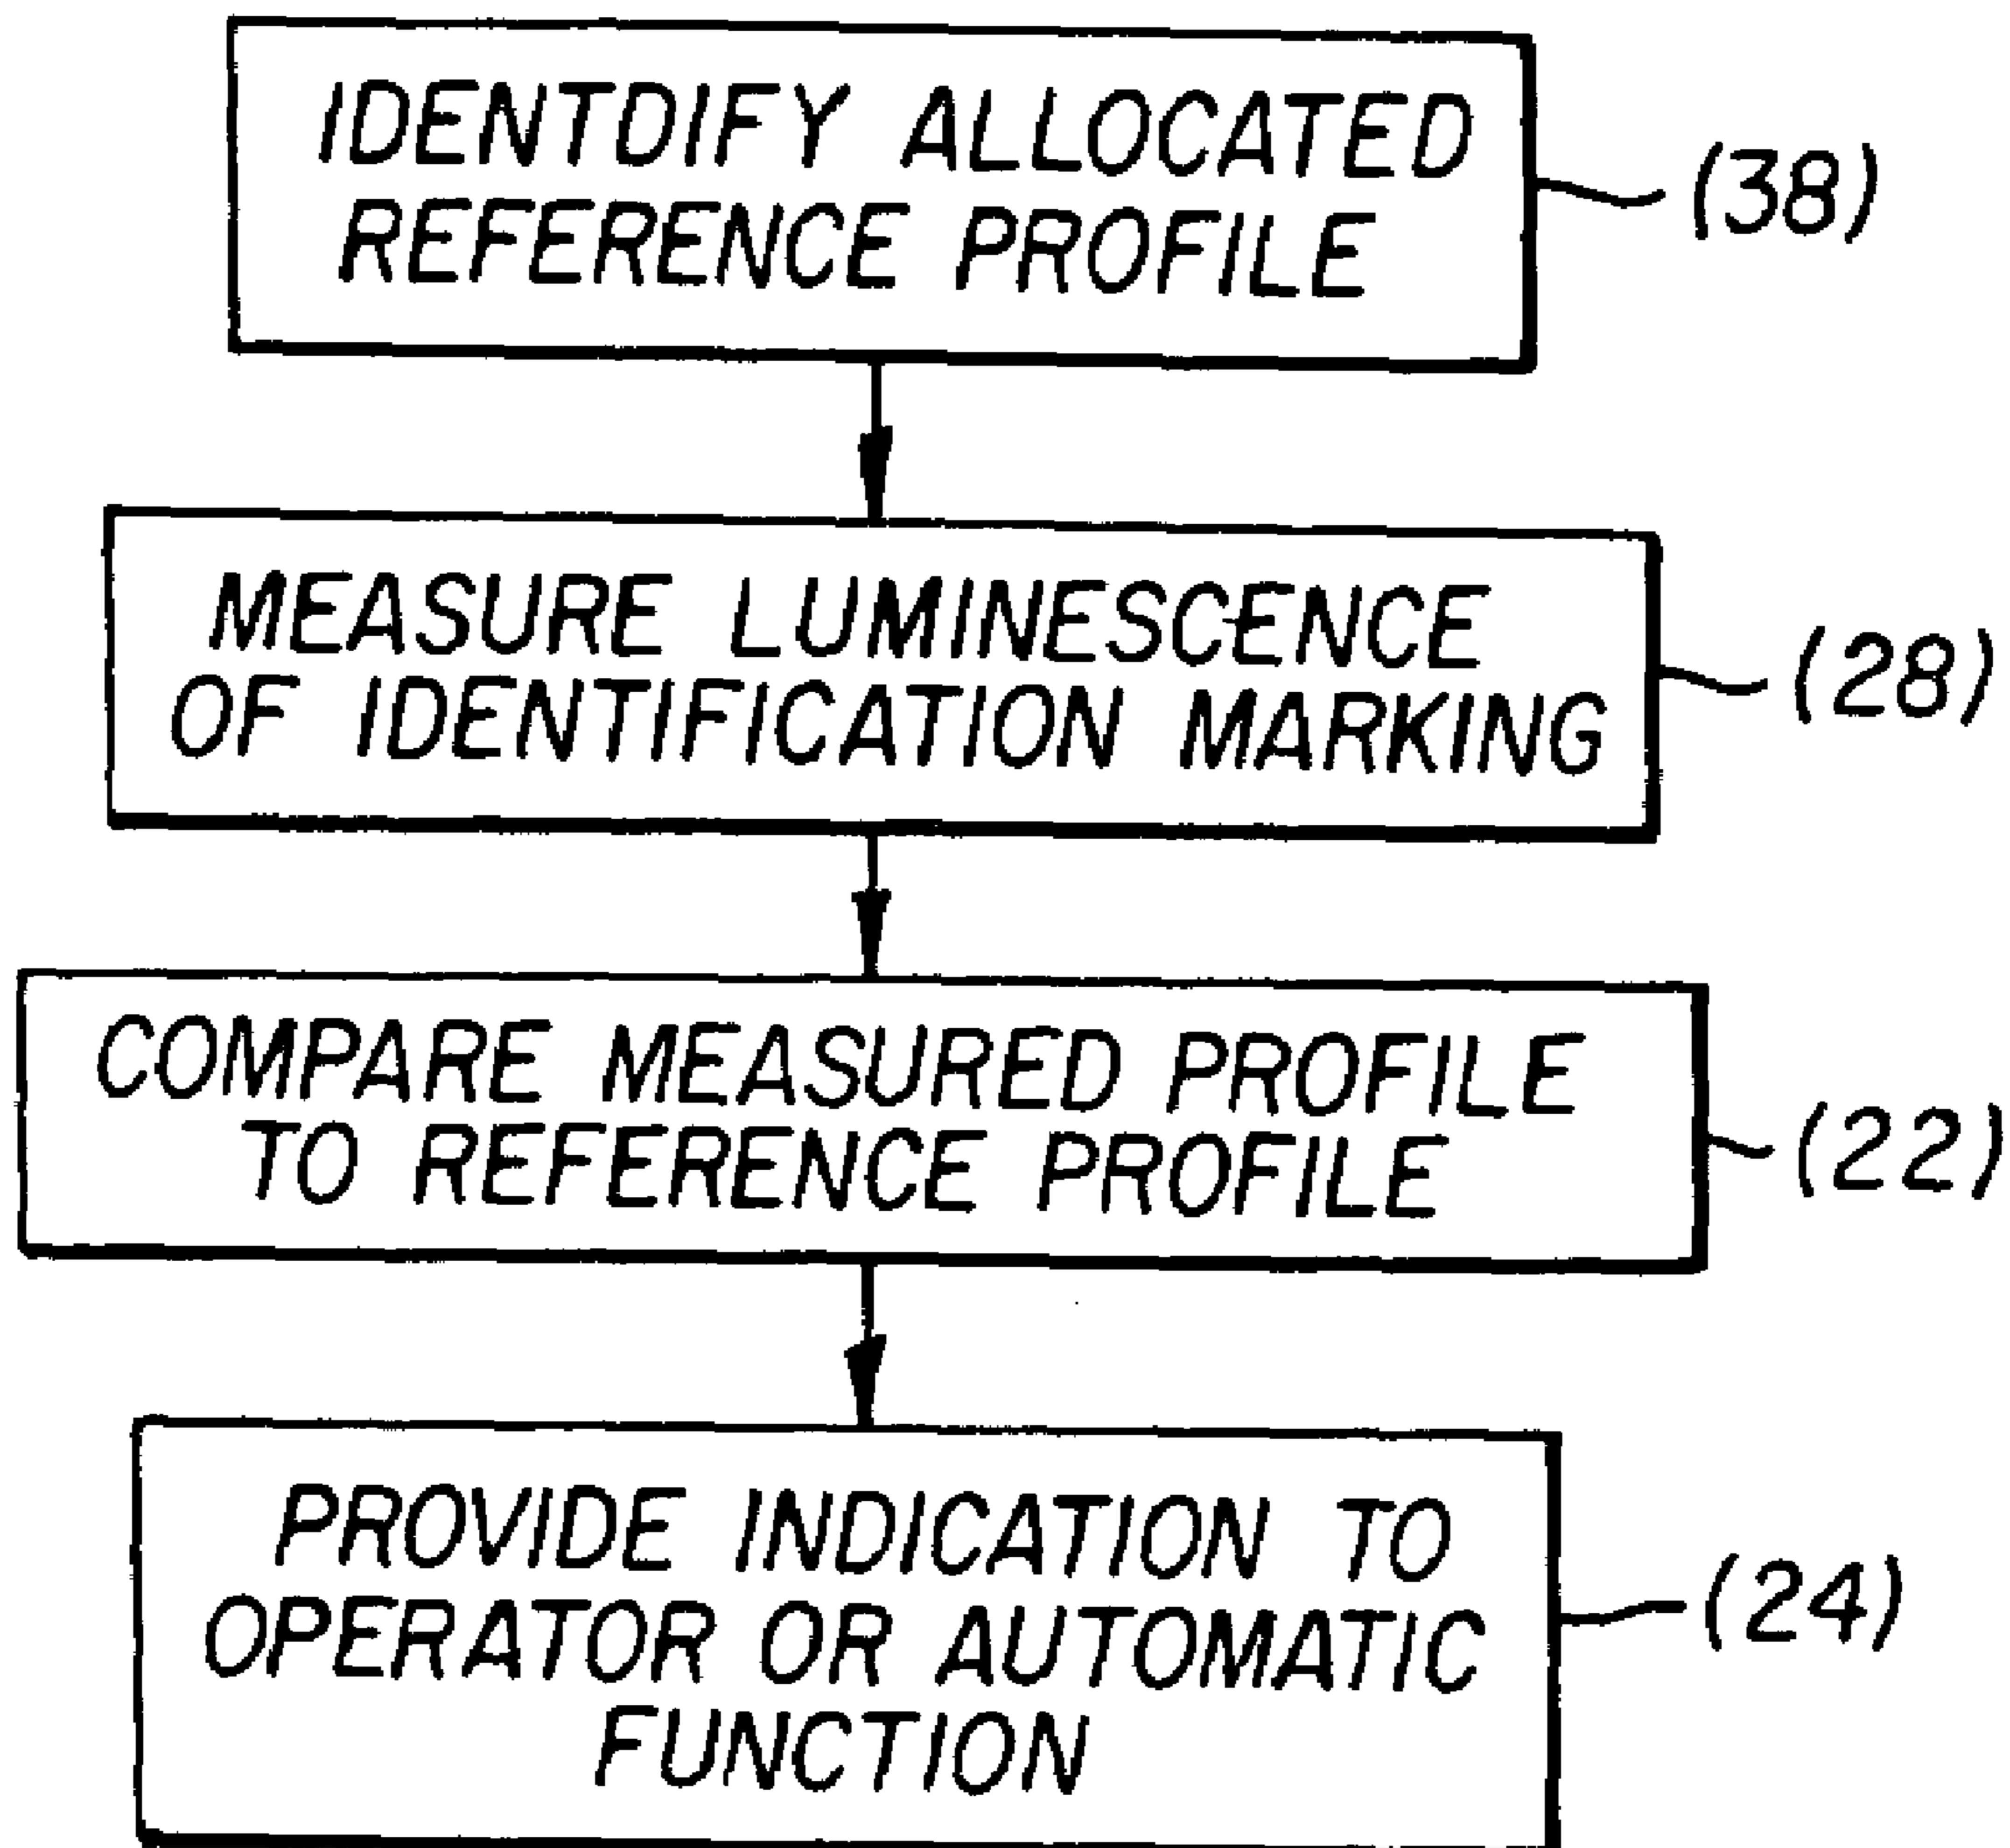 IDENTDIFY ALLOCATED
REFERENCE PROFILE
(38)
MEASURE LUMINESCENCE
OF IDENTIFICATION MARKING
(28)
COMPARE MEASURED PROFILE
TO REFERENCE PROFILE
(22)
PROVIDE INDICATION TO
OPERATOR OR AUTOMATIC
FUNCTION
(24)